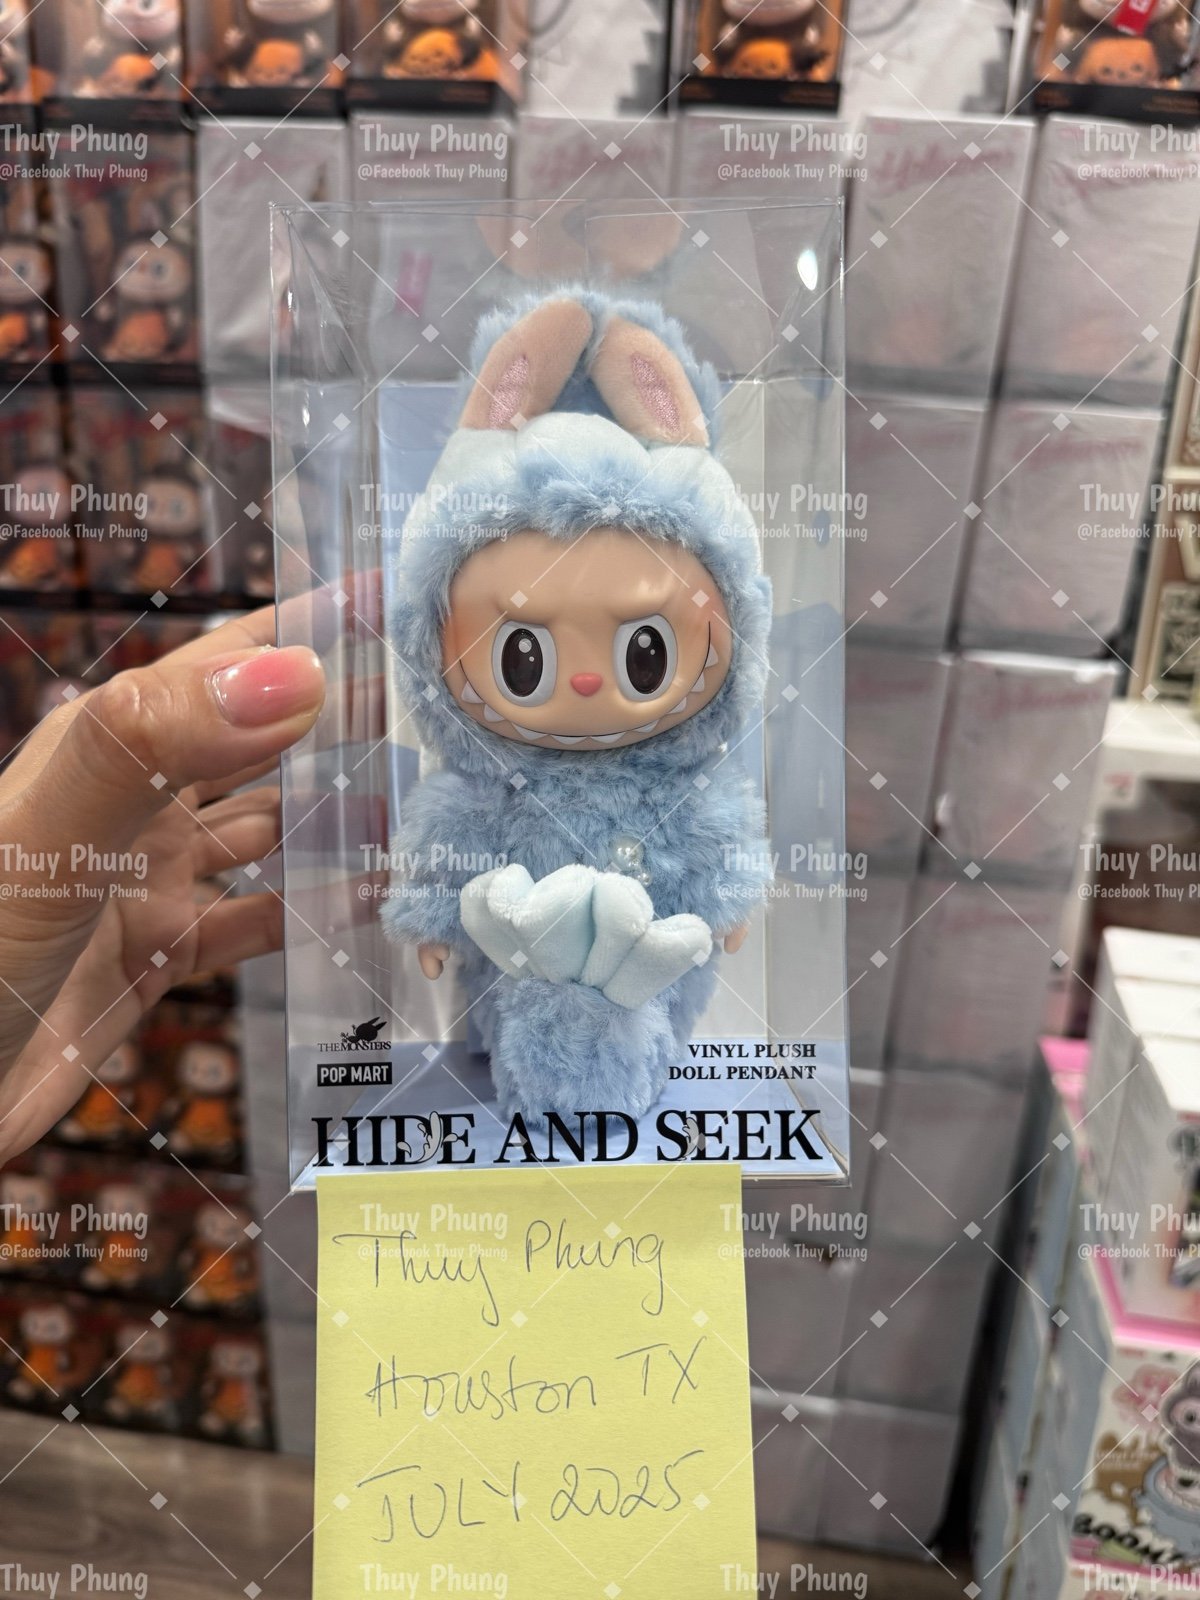 Thuy Phung
@Facebook Thuy Phung
THE MONSTERS
POP MART
VINYL PLUSH
DOLL PENDANT
HIDE AND SEEK
Thuy Phung
Houston TX
JULY 2025